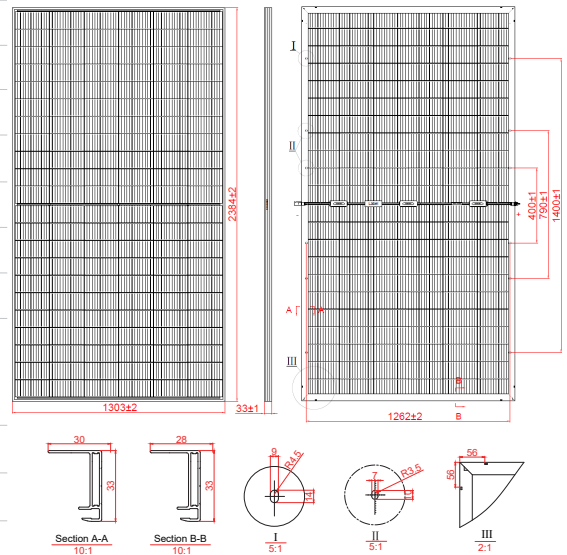 2384±2
1303±2
33±1
I
II
III
-
+
400±1
790±1
1400±1
A
A
B
B
1262±2
30
33
Section A-A
10:1
28
33
Section B-B
10:1
9
R4.5
14
I
5:1
7
R3.5
10
II
5:1
56
56
III
2:1